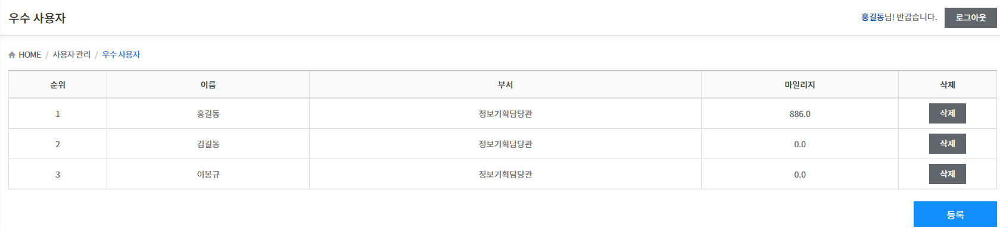 우수 사용자
홍길동님! 반갑습니다. 로그아웃
HOME / 사용자 관리 / 우수 사용자
순위 이름 부서 마일리지 삭제
1 홍길동 정보기획담당관 886.0 삭제
2 김길동 정보기획담당관 0.0 삭제
3 이봉규 정보기획담당관 0.0 삭제
등록